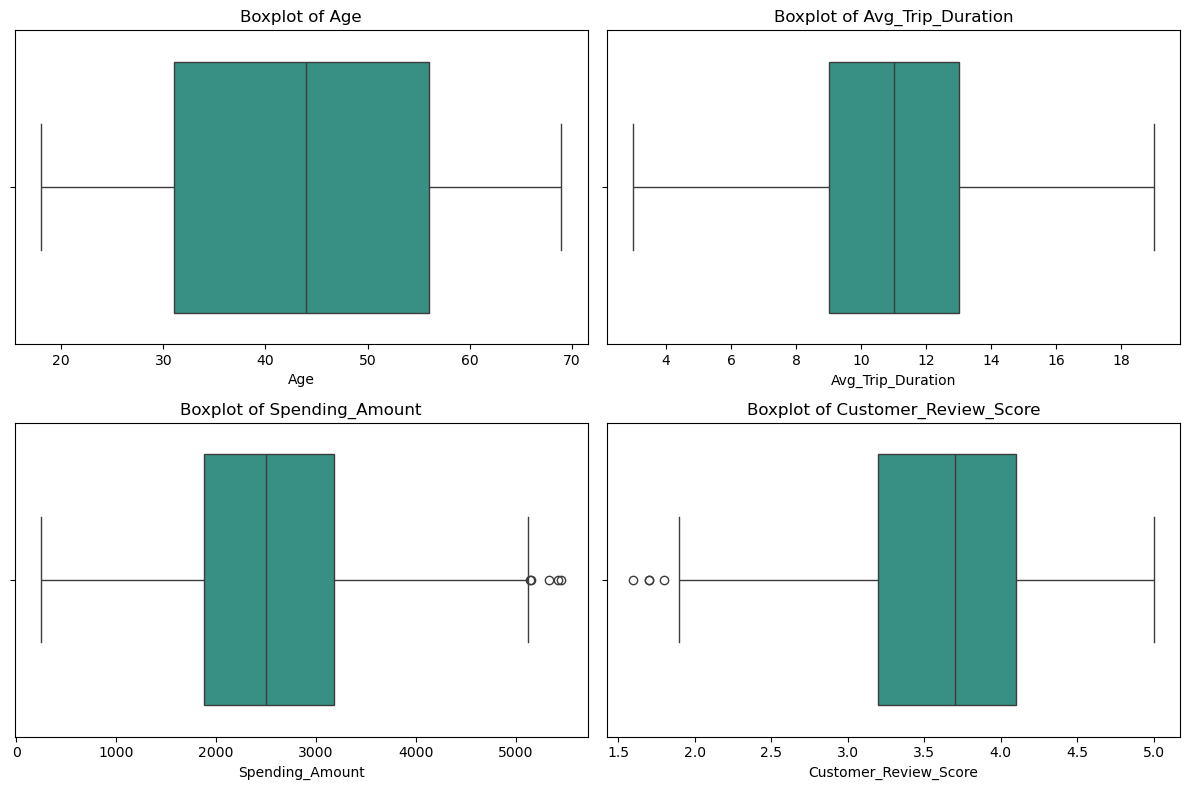 Boxplot of Age
20 30 40 50 60 70
Age
Boxplot of Avg_Trip_Duration
4 6 8 10 12 14 16 18
Avg_Trip_Duration
Boxplot of Spending_Amount
0 1000 2000 3000 4000 5000
Spending_Amount
Boxplot of Customer_Review_Score
1.5 2.0 2.5 3.0 3.5 4.0 4.5 5.0
Customer_Review_Score